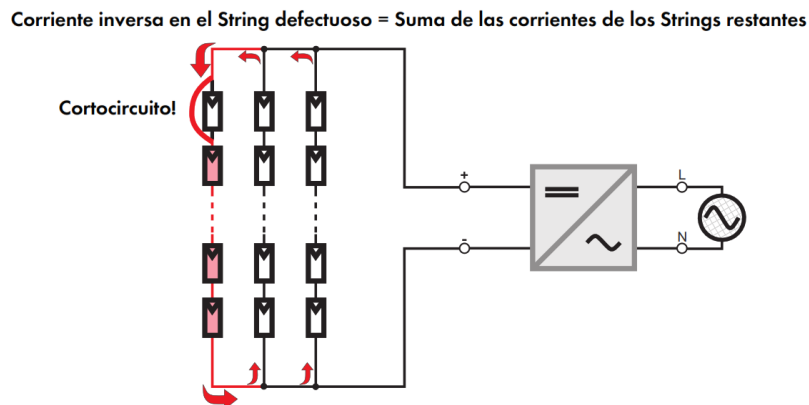 Corriente inversa en el String defectuoso = Suma de las corrientes de los Strings restantes
Cortocircuito!
+
L
-
N